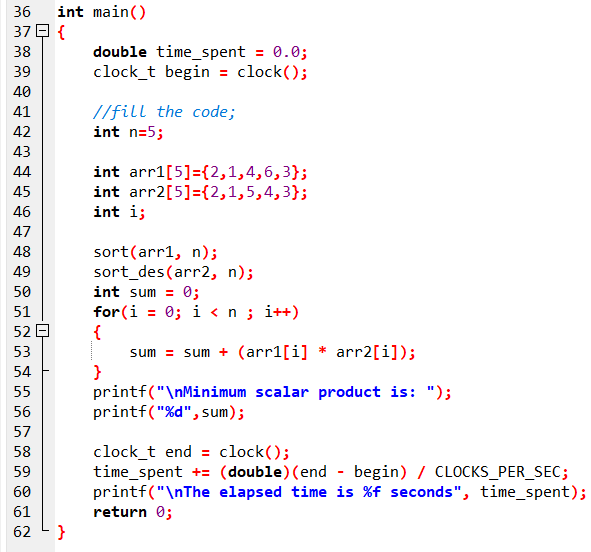 36 int main()
37 {
38 double time_spent = 0.0;
39 clock_t begin = clock();
40
41 //fill the code;
42 int n=5;
43
44 int arr1[5]={2,1,4,6,3};
45 int arr2[5]={2,1,5,4,3};
46 int i;
47
48 sort(arr1, n);
49 sort_des(arr2, n);
50 int sum = 0;
51 for(i = 0; i < n ; i++)
52 {
53 sum = sum + (arr1[i] * arr2[i]);
54 }
55 printf("\nMinimum scalar product is: ");
56 printf("%d",sum);
57
58 clock_t end = clock();
59 time_spent += (double)(end - begin) / CLOCKS_PER_SEC;
60 printf("\nThe elapsed time is %f seconds", time_spent);
61 return 0;
62 }